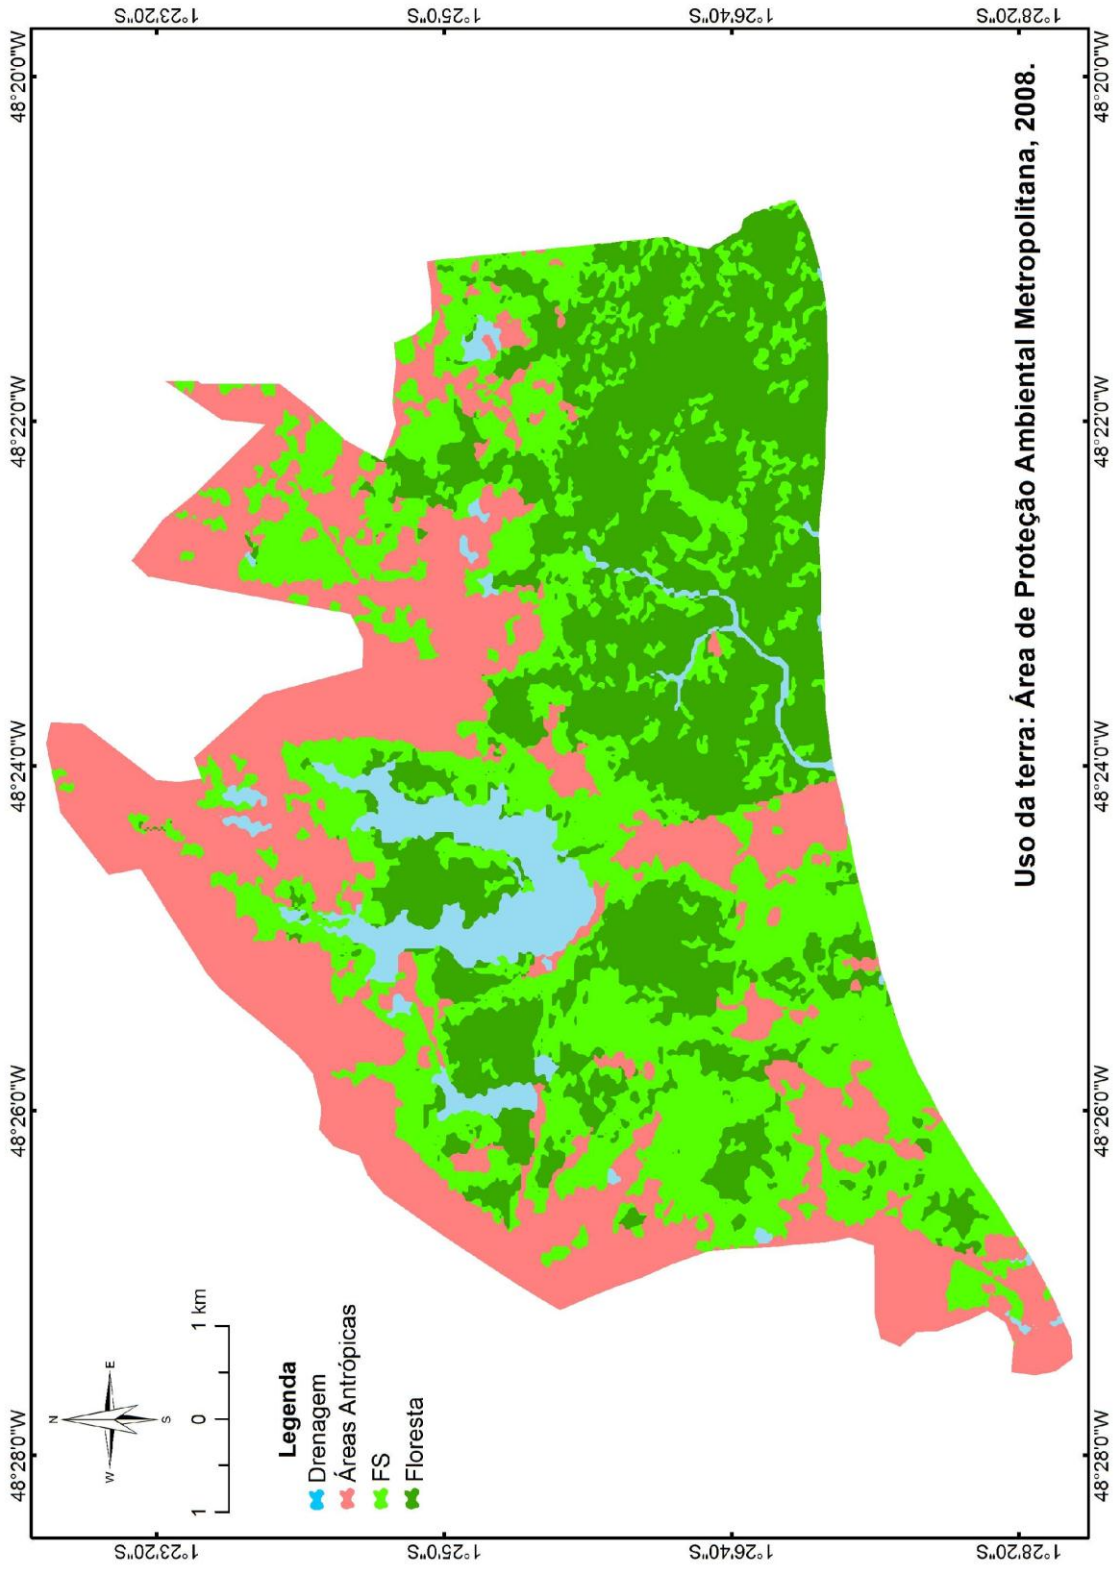 48°28'0"W
48°26'0"W
48°24'0"W
48°22'0"W
48°20'0"W
1°23'20"S
1°23'20"S
N
W
E
S
1
0
1 km
Legenda
Drenagem
Áreas Antrópicas
FS
Floresta
1°25'0"S
1°25'0"S
1°26'40"S
1°26'40"S
Uso da terra: Área de Proteção Ambiental Metropolitana, 2008.
1°28'20"S
1°28'20"S
48°28'0"W
48°26'0"W
48°24'0"W
48°22'0"W
48°20'0"W